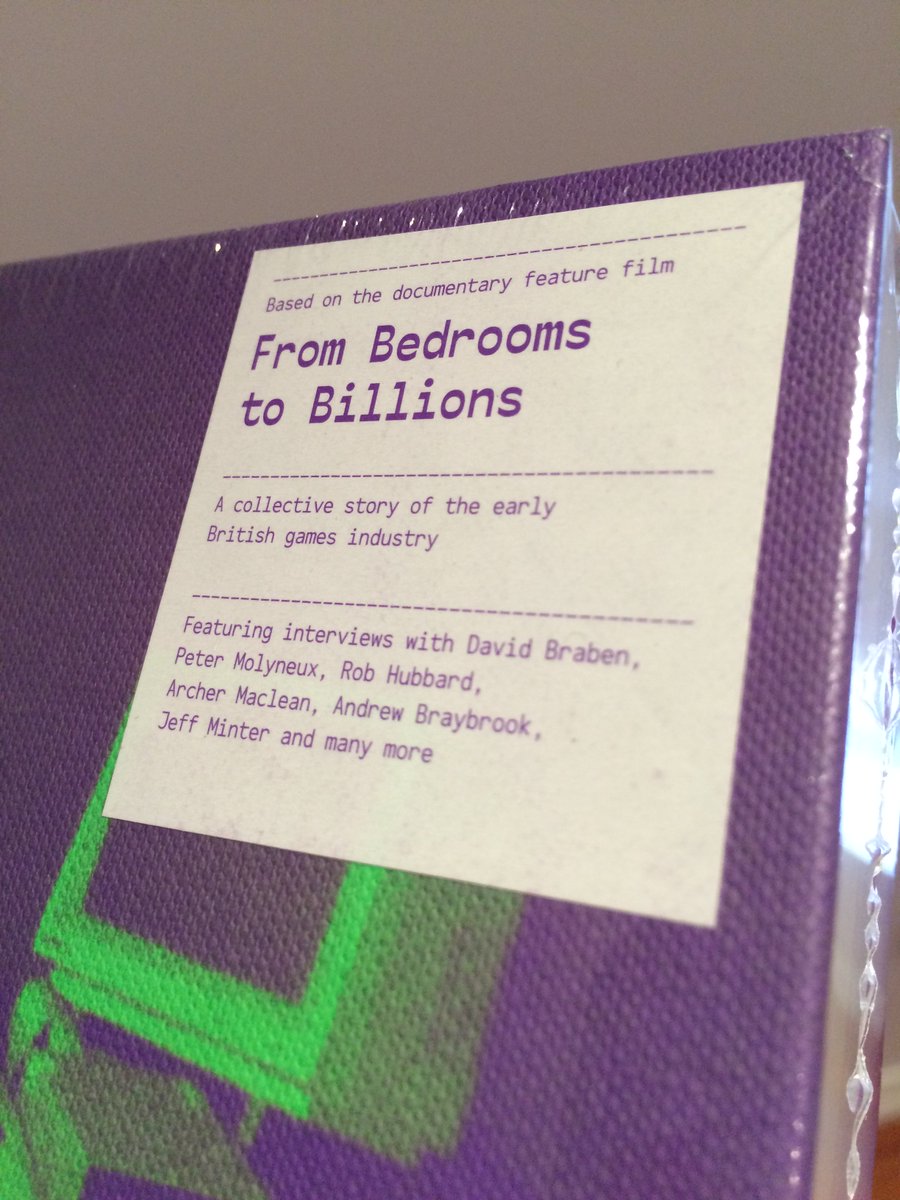 Based on the documentary feature film
From Bedrooms
to Billions
A collective story of the early
British games industry
Featuring interviews with David Braben,
Peter Molyneux, Rob Hubbard,
Archer Maclean, Andrew Braybrook,
Jeff Minter and many more